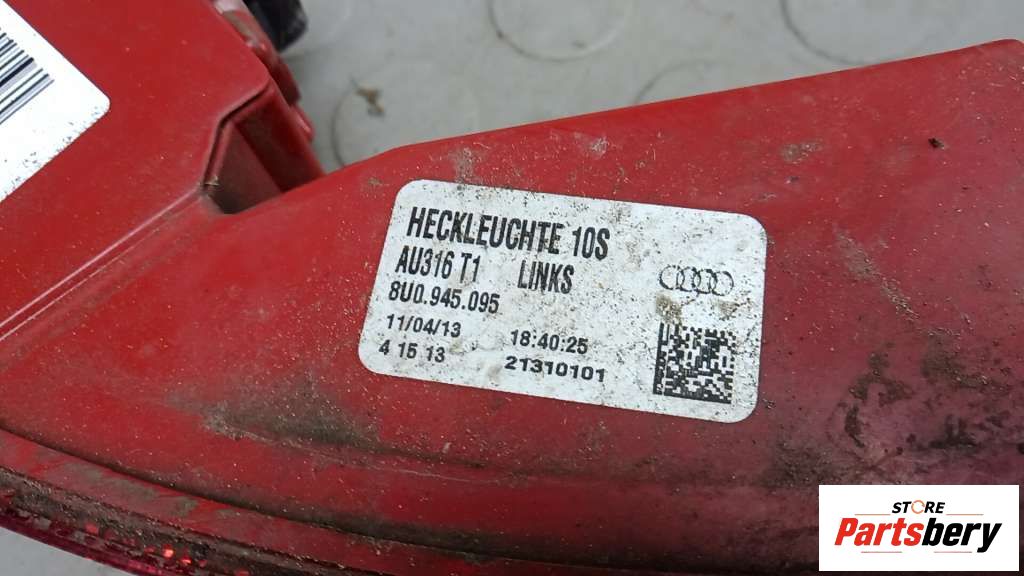 HECKLEUCHTE 10S
AU316 T1 LINKS
8U0.945.095
11/04/13 18:40:25
4 15 13 21310101
STORE
Partsbery